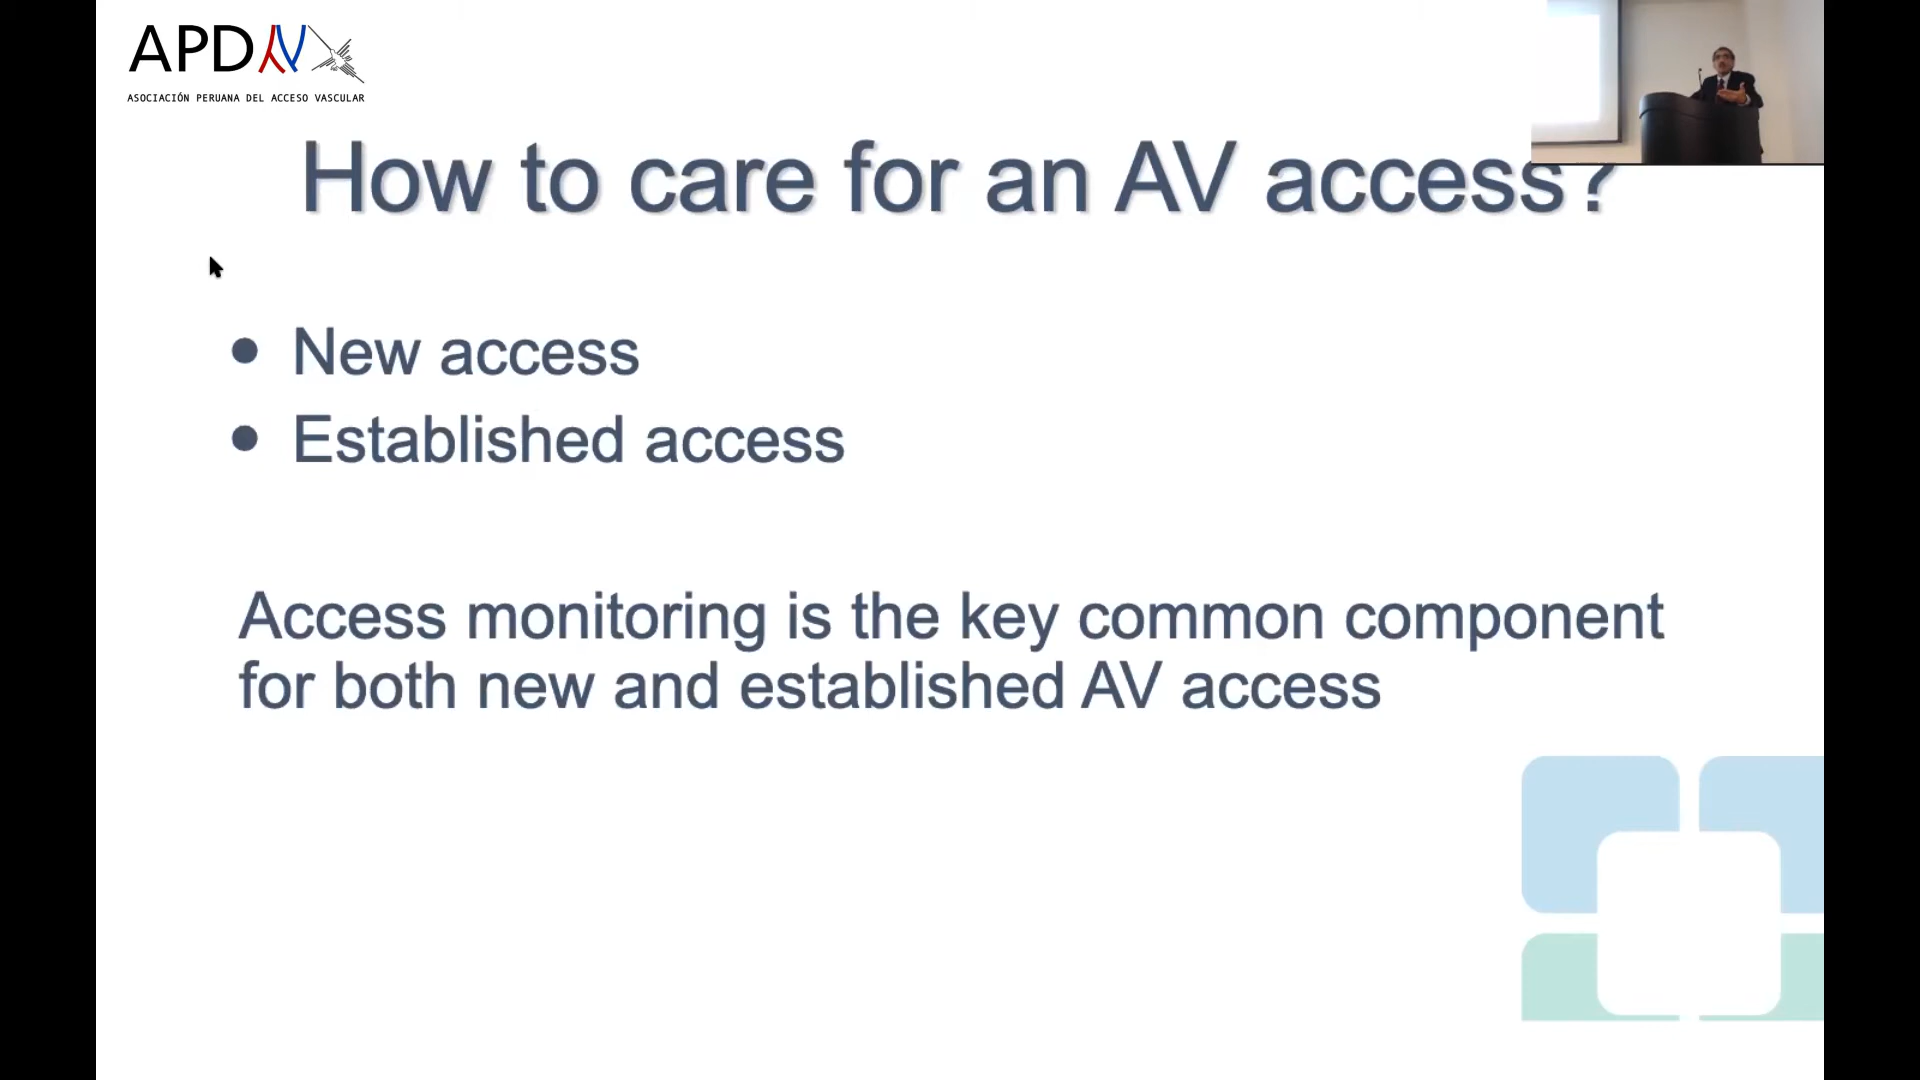 APDAV
ASOCIACIÓN PERUANA DEL ACCESO VASCULAR
How to care for an AV access?
• New access
• Established access
Access monitoring is the key common component
for both new and established AV access